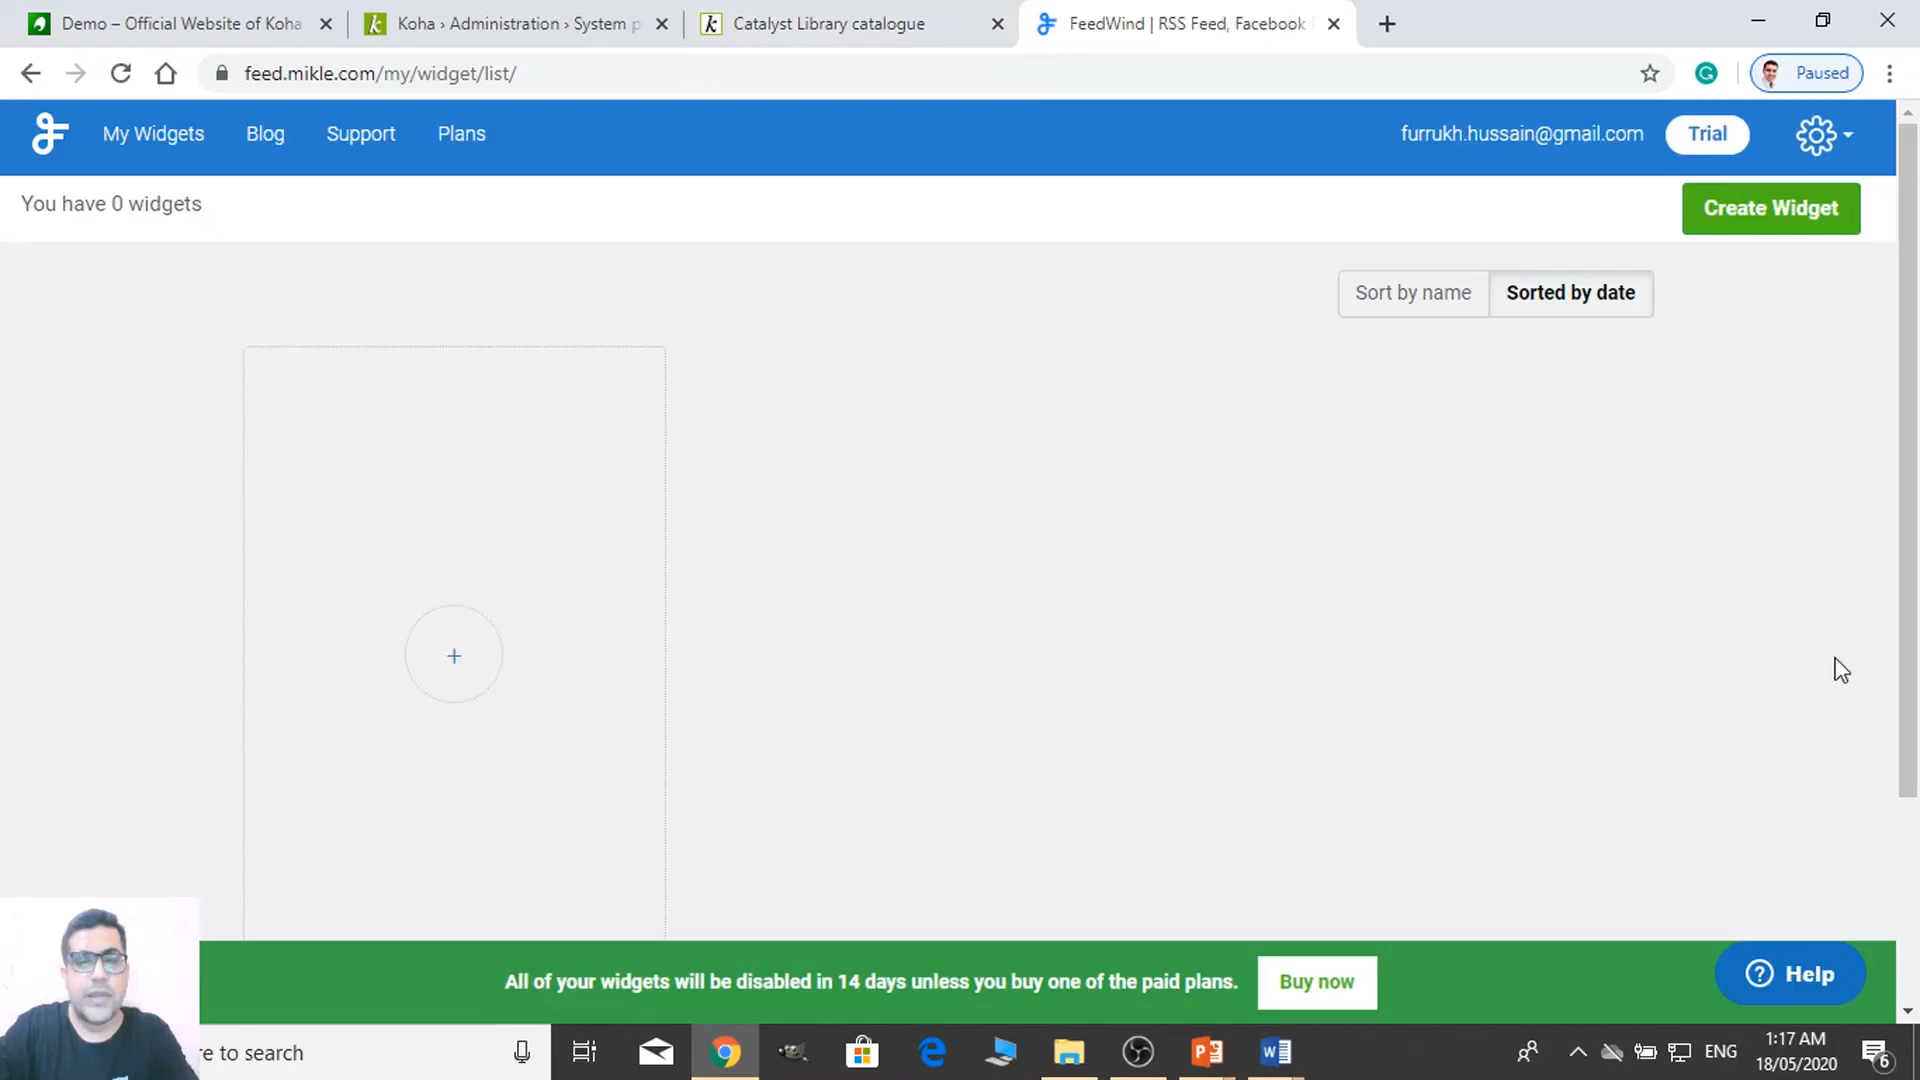 Demo – Official Website of Koha
Koha › Administration › System p
Catalyst Library catalogue
FeedWind | RSS Feed, Facebook
feed.mikle.com/my/widget/list/
Paused
My Widgets
Blog
Support
Plans
furrukh.hussain@gmail.com
Trial
You have 0 widgets
Create Widget
Sort by name
Sorted by date
+
All of your widgets will be disabled in 14 days unless you buy one of the paid plans.
Buy now
Help
re to search
ENG
1:17 AM
18/05/2020
6